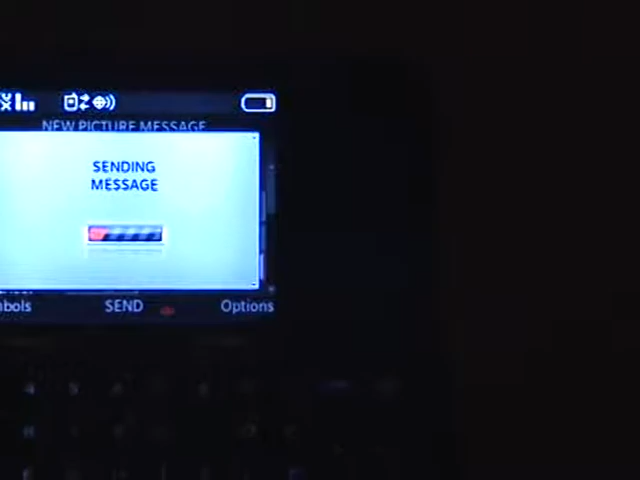 NEW PICTURE MESSAGE
SENDING
MESSAGE
SEND
Options